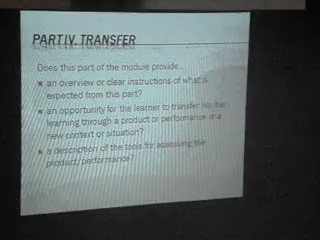 PART IV. TRANSFER
Does this part of the module provide...
an overview or clear instructions of what is
expected from this part?
an opportunity for the learner to transfer his/her
learning through a product or performance in a
new context or situation?
a description of the tools for assessing the
product/performance?